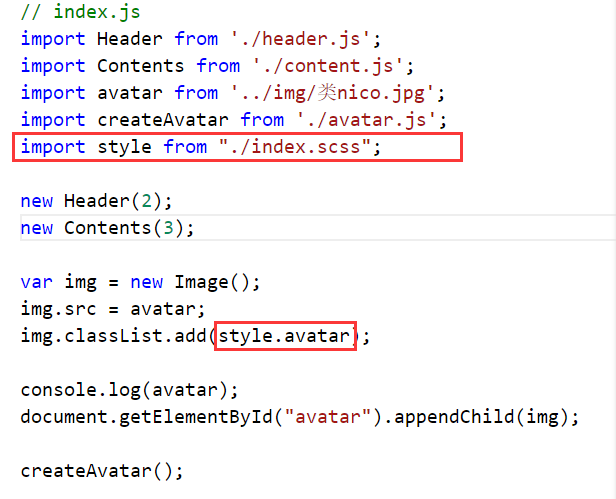 // index.js
import Header from './header.js';
import Contents from './content.js';
import avatar from '../img/类nico.jpg';
import createAvatar from './avatar.js';
import style from "./index.scss";
new Header(2);
new Contents(3);
var img = new Image();
img.src = avatar;
img.classList.add(style.avatar);
console.log(avatar);
document.getElementById("avatar").appendChild(img);
createAvatar();